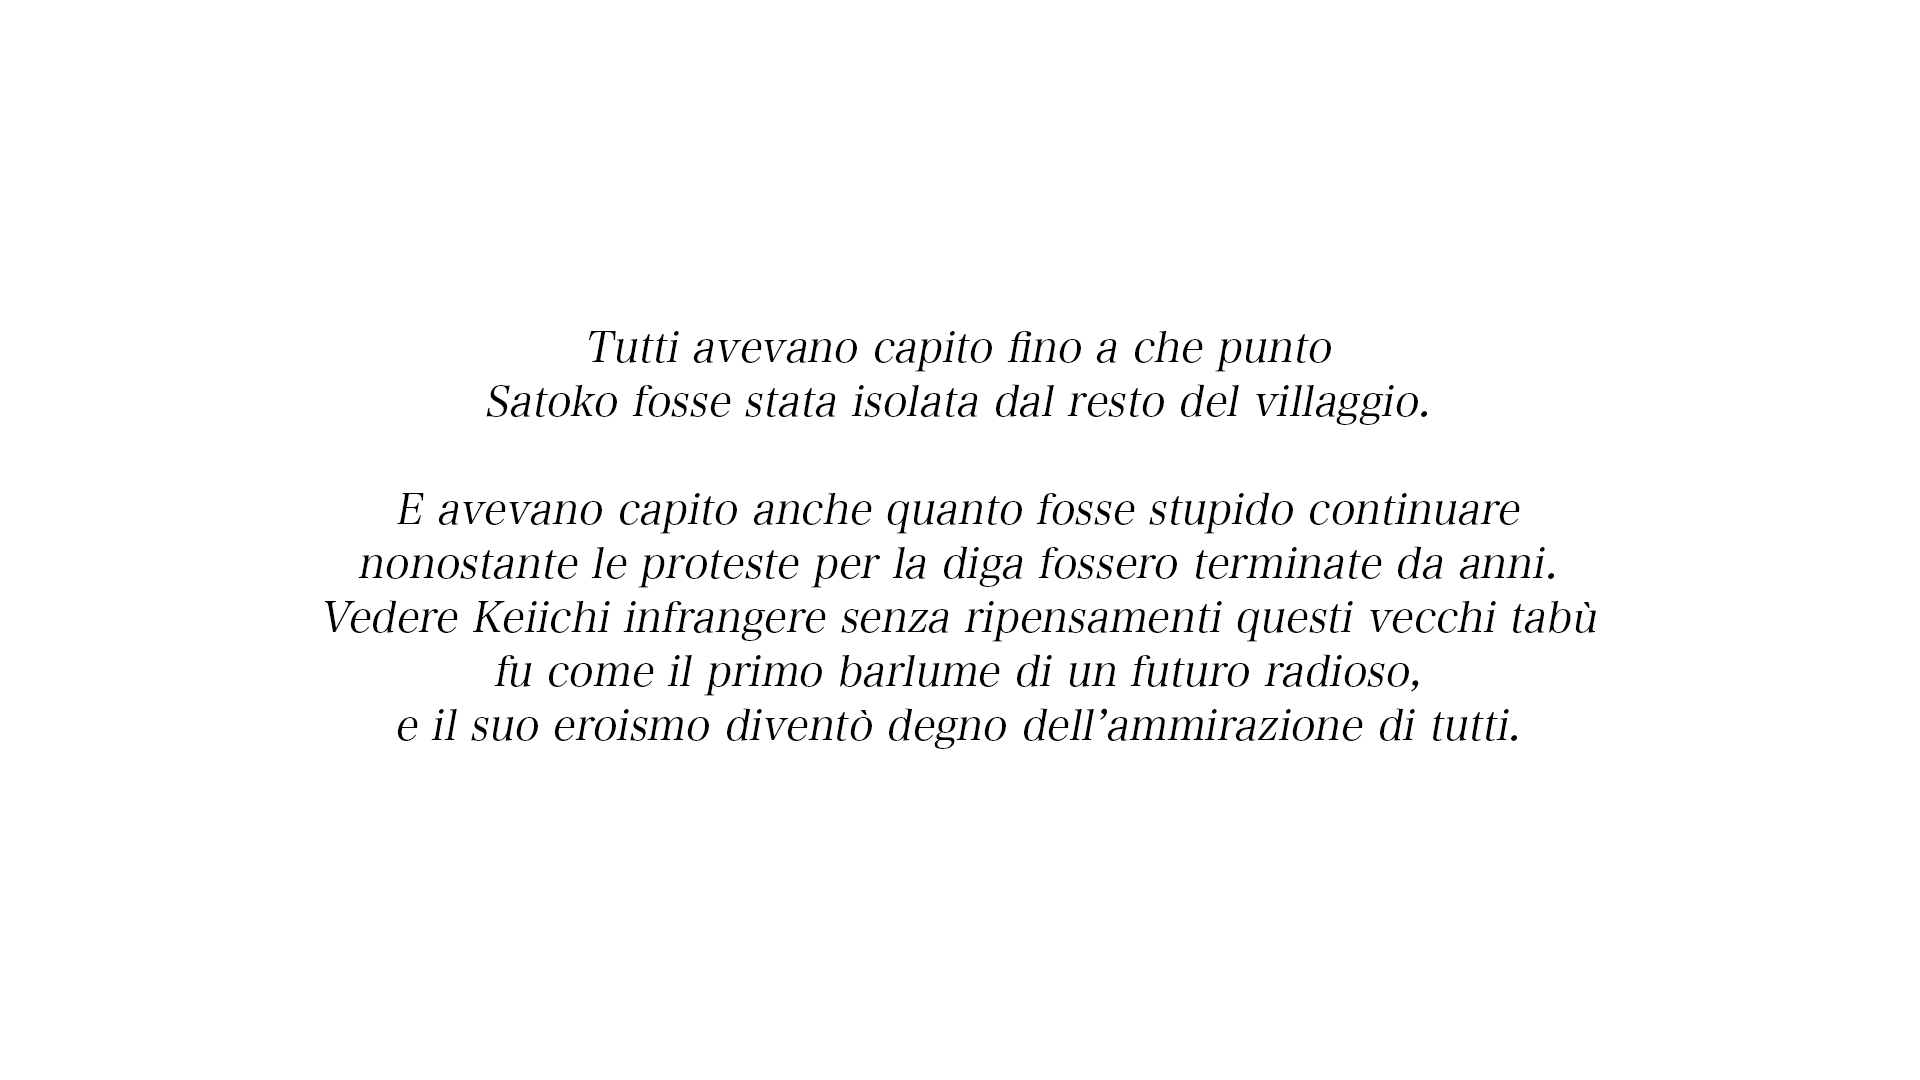 Tutti avevano capito fino a che punto
Satoko fosse stata isolata dal resto del villaggio.
E avevano capito anche quanto fosse stupido continuare
nonostante le proteste per la diga fossero terminate da anni.
Vedere Keiichi infrangere senza ripensamenti questi vecchi tabù
fu come il primo barlume di un futuro radioso,
e il suo eroismo diventò degno dell’ammirazione di tutti.